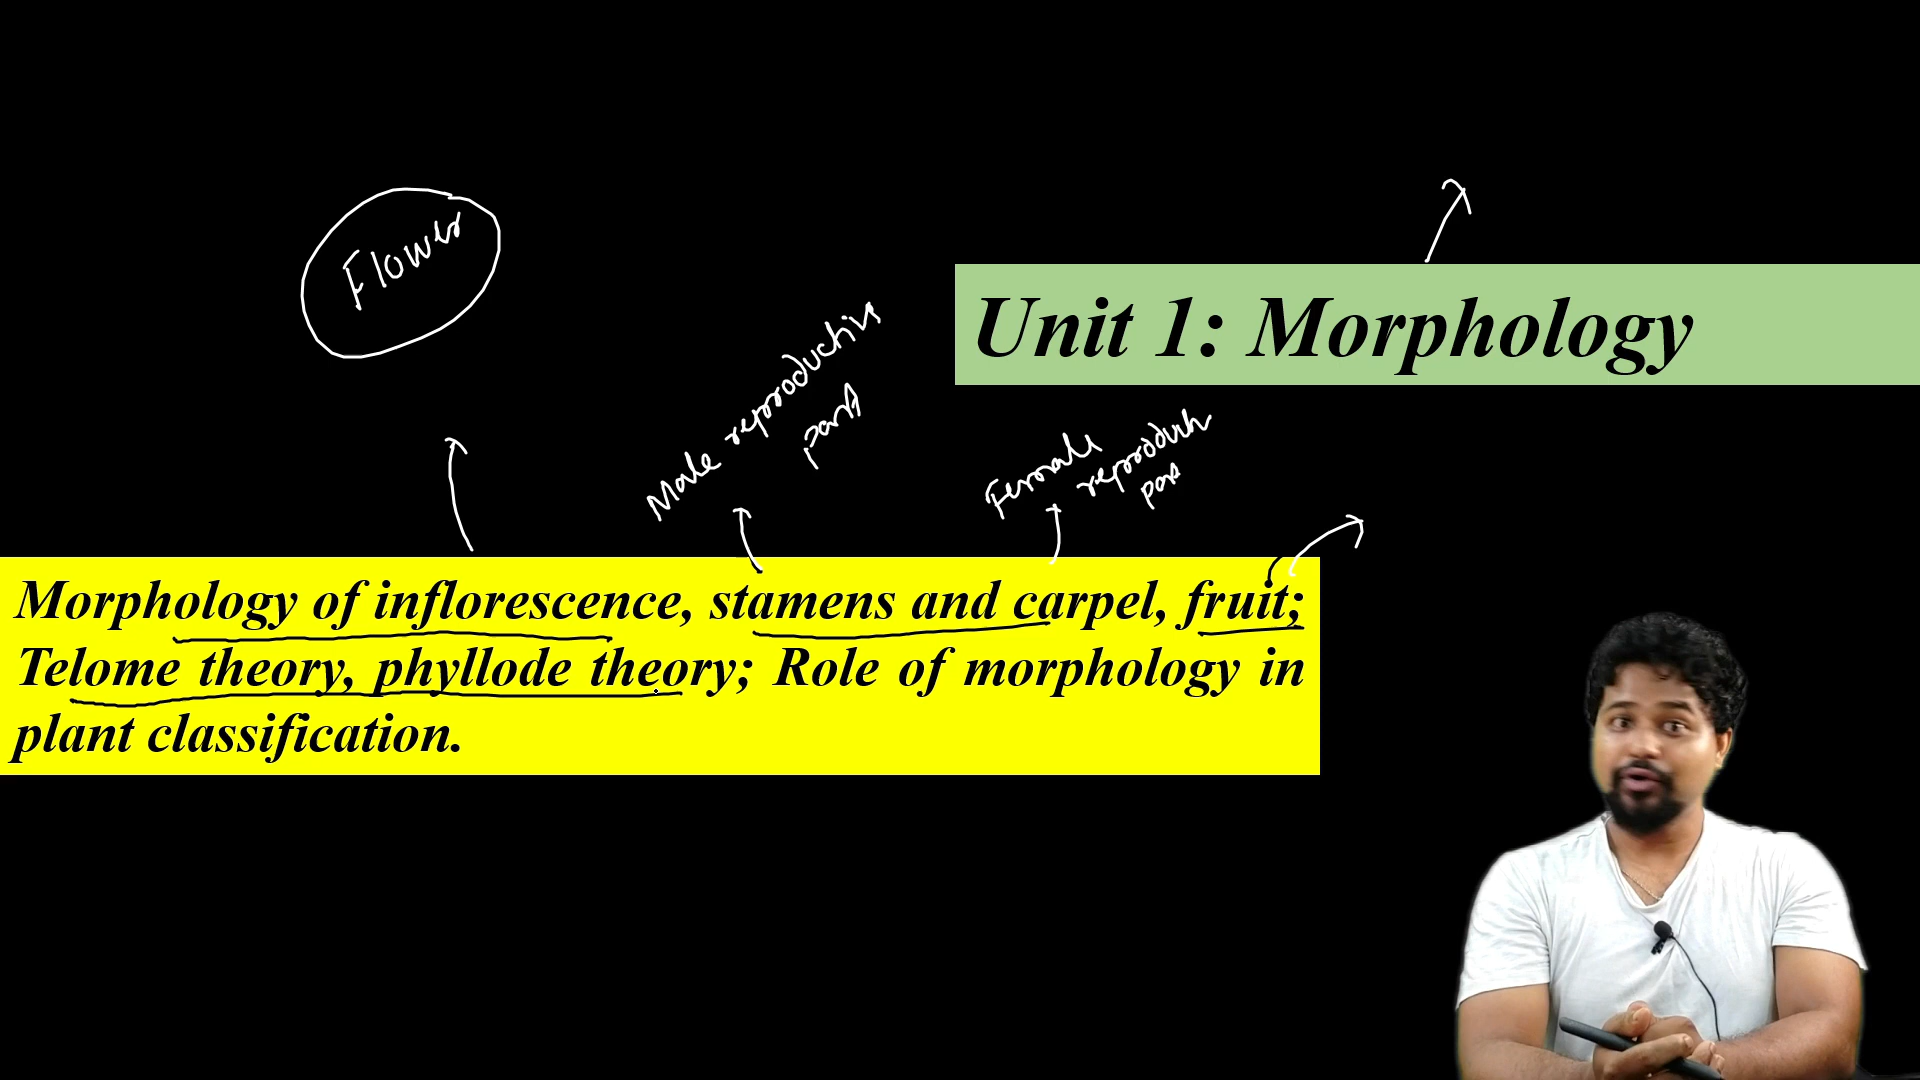 Flower
Unit 1: Morphology
Male reproductive
part
Female
reproduc
part
Morphology of inflorescence, stamens and carpel, fruit;
Telome theory, phyllode theory; Role of morphology in
plant classification.